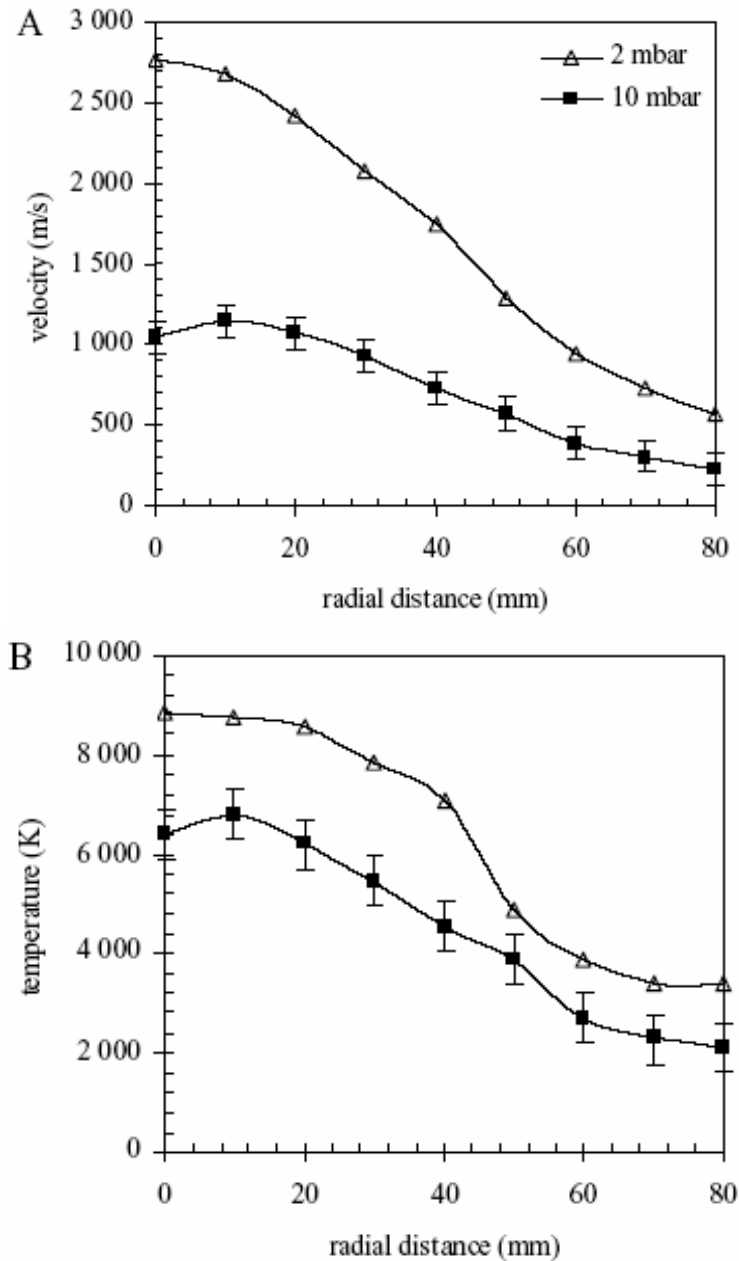 A
3 000
2 500
2 000
1 500
1 000
500
0
velocity (m/s)
2 mbar
10 mbar
0 20 40 60 80
radial distance (mm)
B
10 000
8 000
6 000
4 000
2 000
0
temperature (K)
0 20 40 60 80
radial distance (mm)